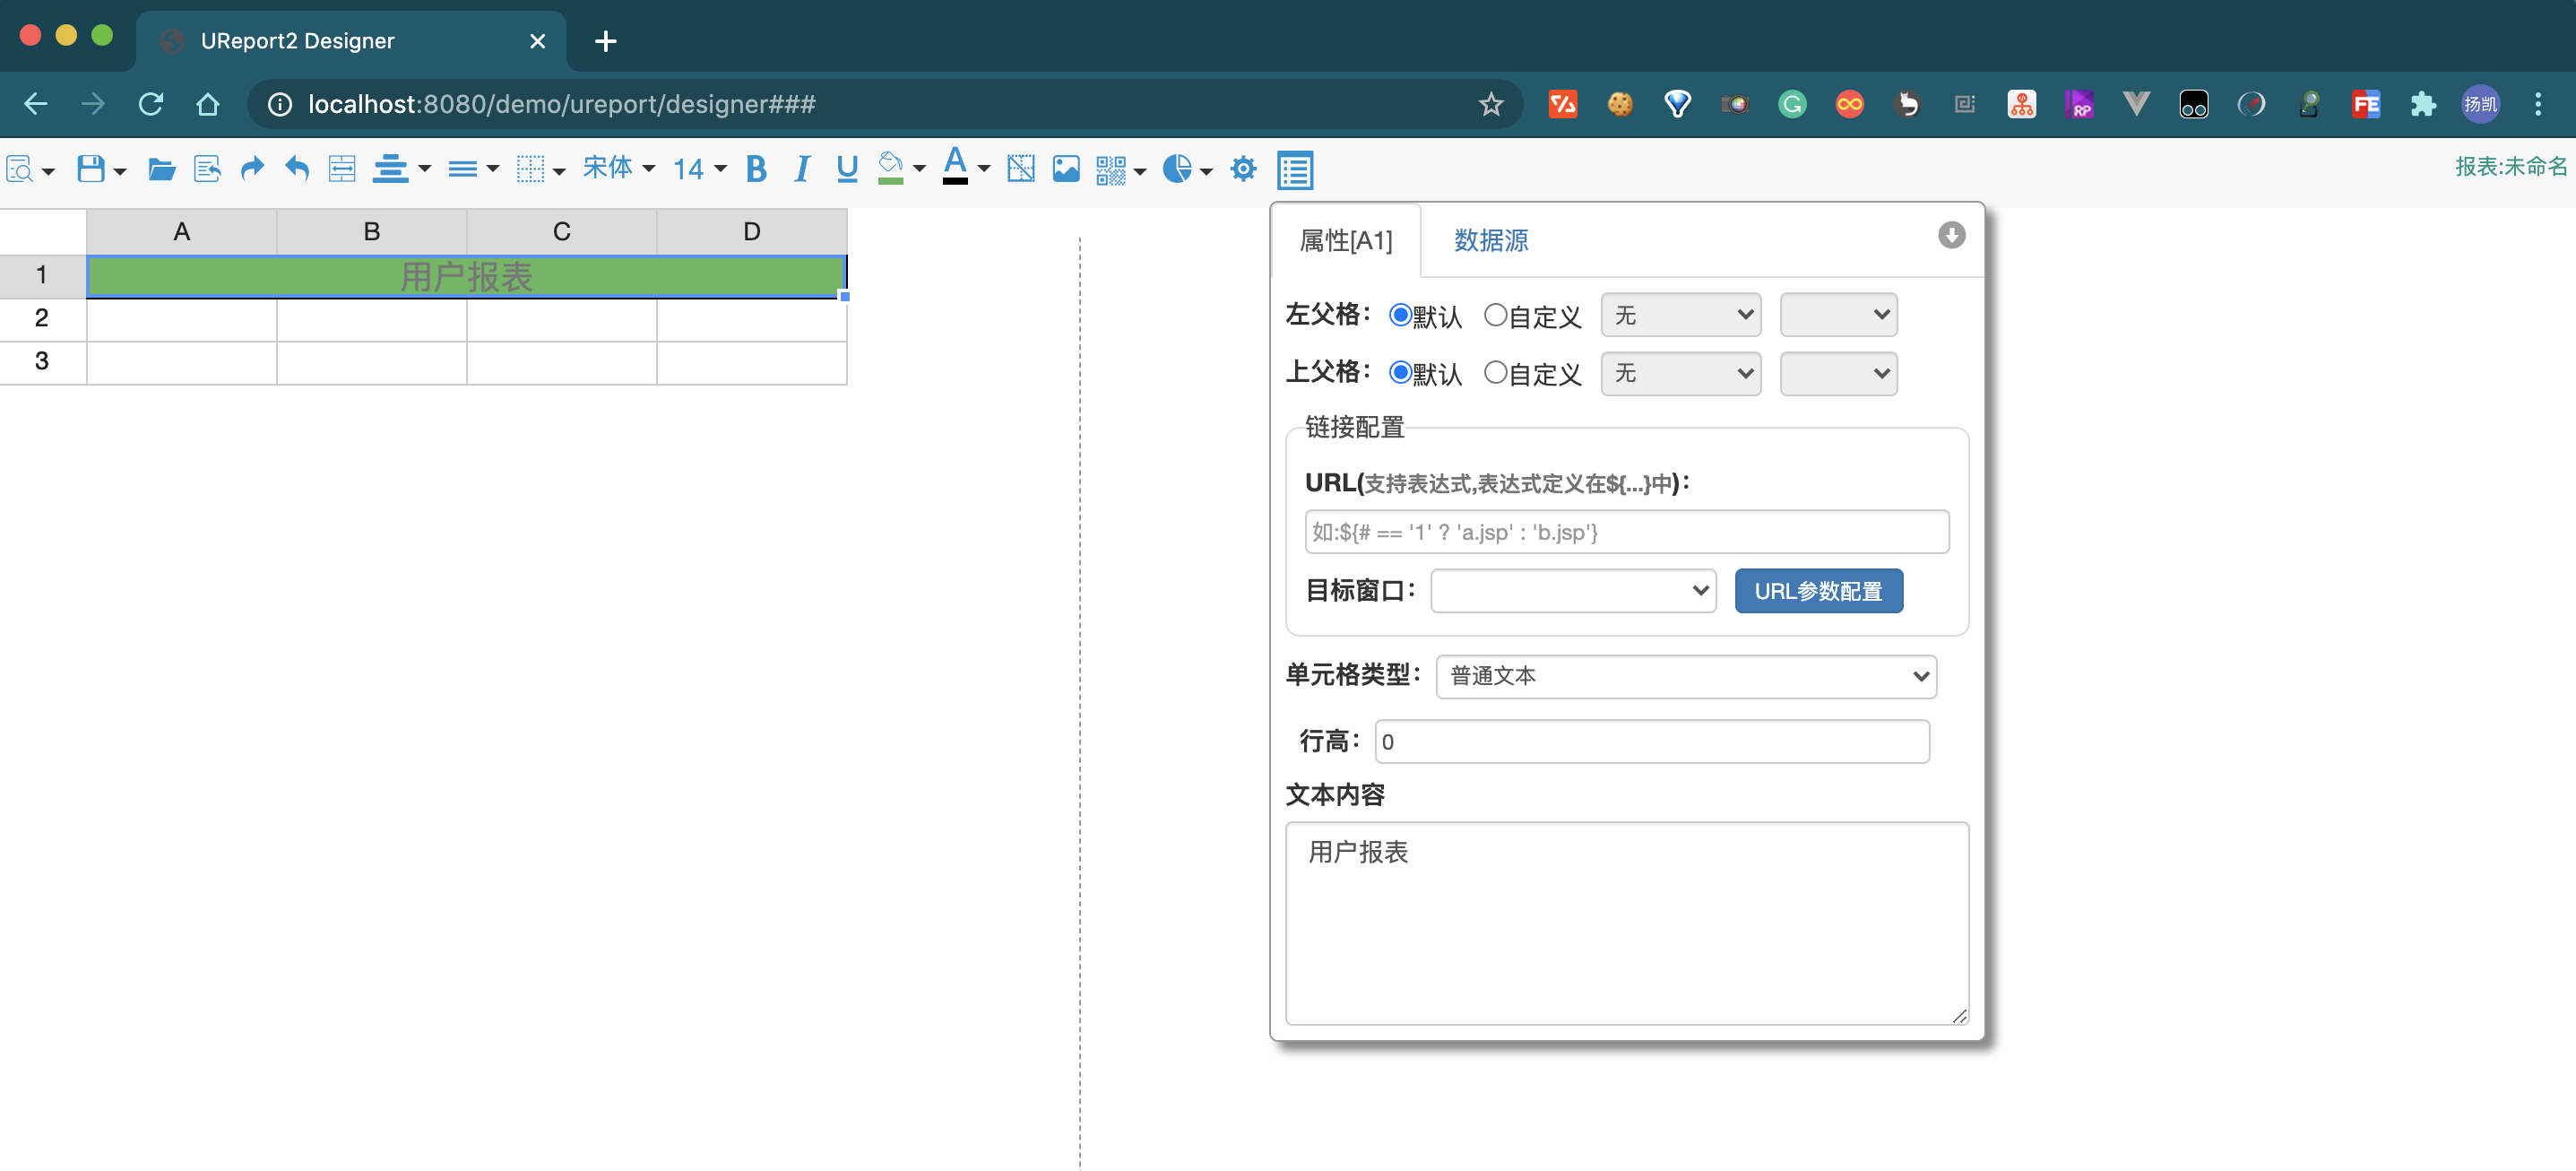 UReport2 Designer
localhost:8080/demo/ureport/designer###
RP
FE
扬凯
宋体
14
B
I
U
A
报表:未命名
A B C D
1 用户报表
2
3
属性[A1] 数据源
左父格： 默认 自定义 无
上父格： 默认 自定义 无
链接配置
URL(支持表达式,表达式定义在${...}中)：
如:${# == '1' ? 'a.jsp' : 'b.jsp'}
目标窗口： URL参数配置
单元格类型： 普通文本
行高： 0
文本内容
用户报表